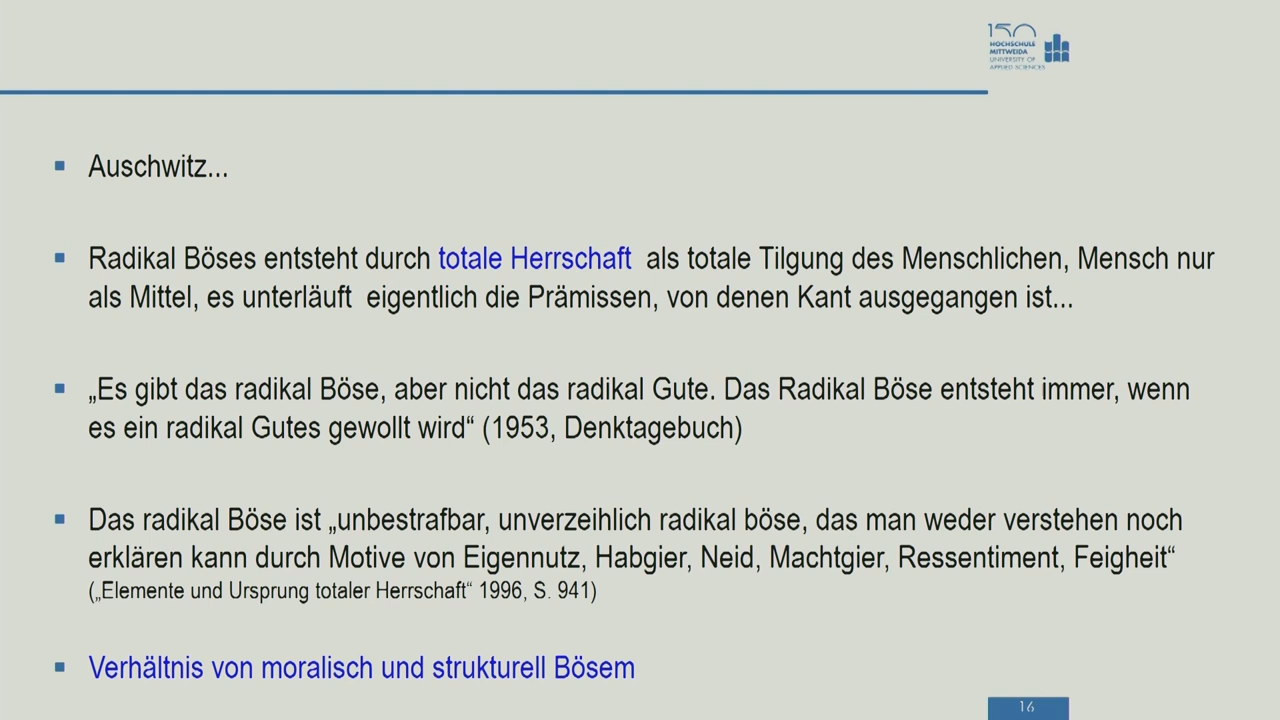 150
HOCHSCHULE
MITTWEIDA
UNIVERSITY OF
APPLIED SCIENCES
Auschwitz...
Radikal Böses entsteht durch totale Herrschaft als totale Tilgung des Menschlichen, Mensch nur
als Mittel, es unterläuft eigentlich die Prämissen, von denen Kant ausgegangen ist...
„Es gibt das radikal Böse, aber nicht das radikal Gute. Das Radikal Böse entsteht immer, wenn
es ein radikal Gutes gewollt wird“ (1953, Denktagebuch)
Das radikal Böse ist „unbestrafbar, unverzeihlich radikal böse, das man weder verstehen noch
erklären kann durch Motive von Eigennutz, Habgier, Neid, Machtgier, Ressentiment, Feigheit“
(„Elemente und Ursprung totaler Herrschaft“ 1996, S. 941)
Verhältnis von moralisch und strukturell Bösem
16